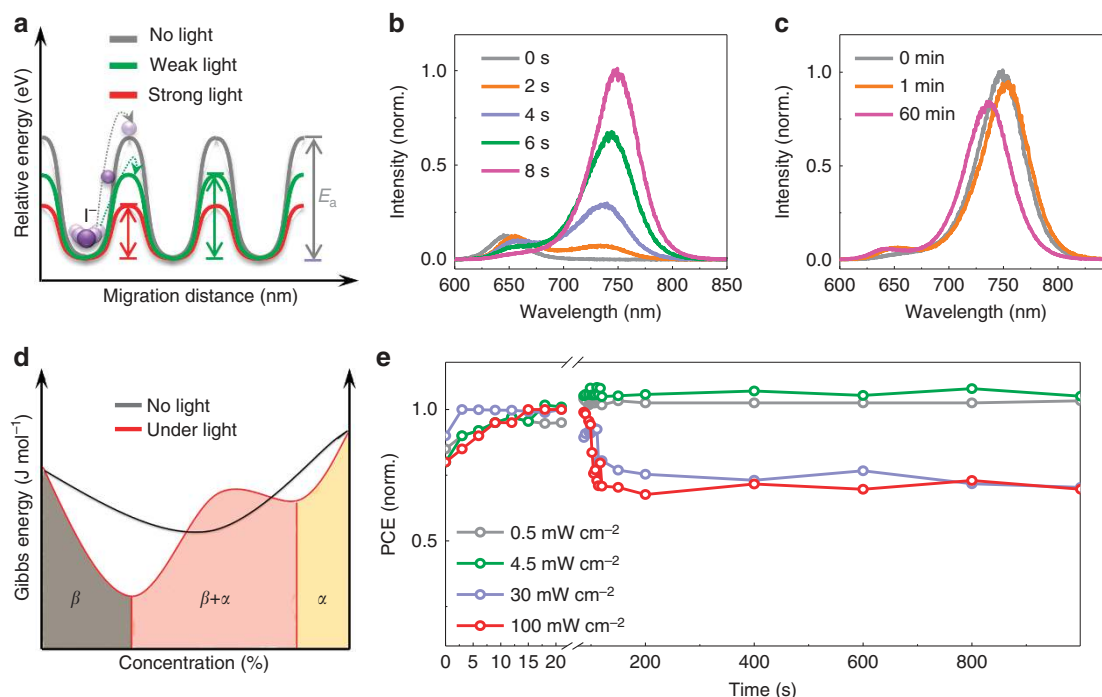 a
No light
Weak light
Strong light
Relative energy (eV)
I⁻
Eₐ
Migration distance (nm)
b
0 s
2 s
4 s
6 s
8 s
Intensity (norm.)
1.0
0.5
0.0
600 650 700 750 800 850
Wavelength (nm)
c
0 min
1 min
60 min
Intensity (norm.)
1.0
0.5
0.0
600 650 700 750 800
Wavelength (nm)
d
No light
Under light
Gibbs energy (J mol⁻¹)
β
β+α
α
Concentration (%)
e
PCE (norm.)
1.0
0.5
0.5 mW cm⁻²
4.5 mW cm⁻²
30 mW cm⁻²
100 mW cm⁻²
0 5 10 15 20 200 400 600 800
Time (s)